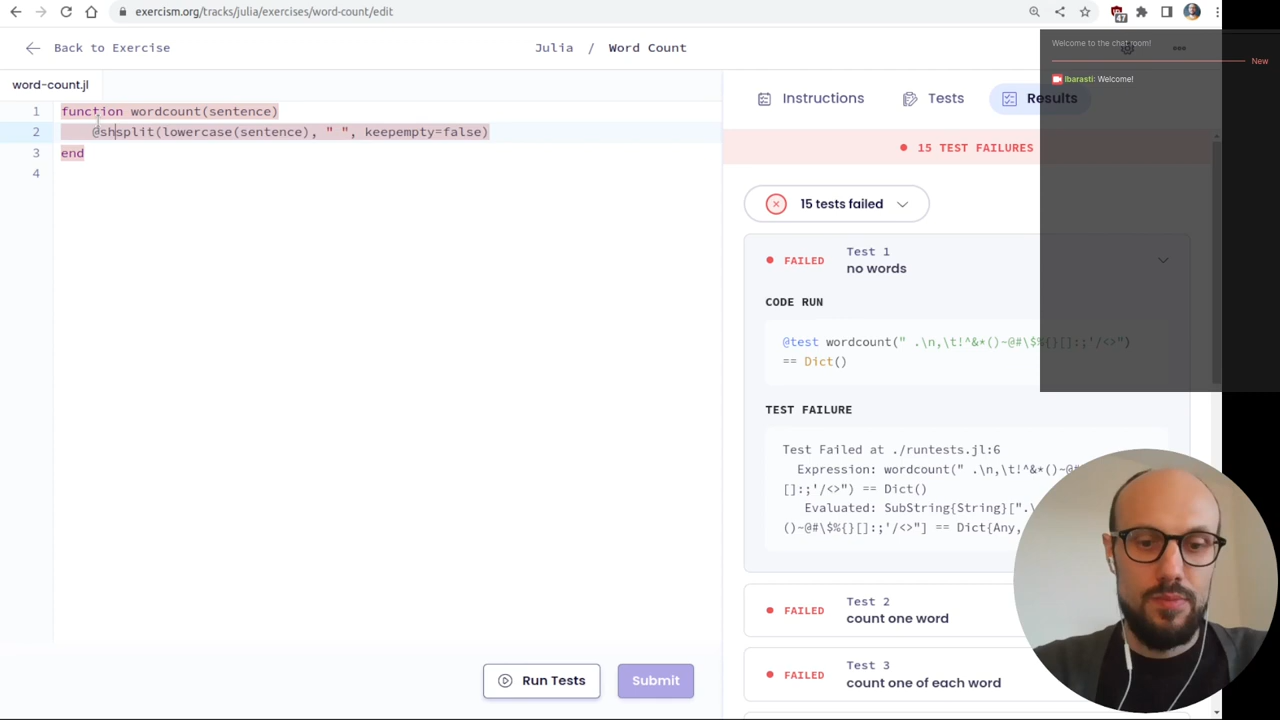 exercism.org/tracks/julia/exercises/word-count/edit
47
Back to Exercise
Julia / Word Count
Welcome to the chat room!
New
lbarasti: Welcome!
word-count.jl
1 function wordcount(sentence)
2 @shsplit(lowercase(sentence), " ", keepempty=false)
3 end
4
Instructions
Tests
Results
15 TEST FAILURES
15 tests failed
FAILED
Test 1
no words
CODE RUN
@test wordcount(" .\n,\t!^&*()~@#\$%{}[]:;'/<>")
== Dict()
TEST FAILURE
Test Failed at ./runtests.jl:6
Expression: wordcount(" .\n,\t!^&*()~@#
[]:;'/<>") == Dict()
Evaluated: SubString{String}[".\
()~@#\$%{}[]:;'/<>"] == Dict{Any,
FAILED
Test 2
count one word
FAILED
Test 3
count one of each word
Run Tests
Submit